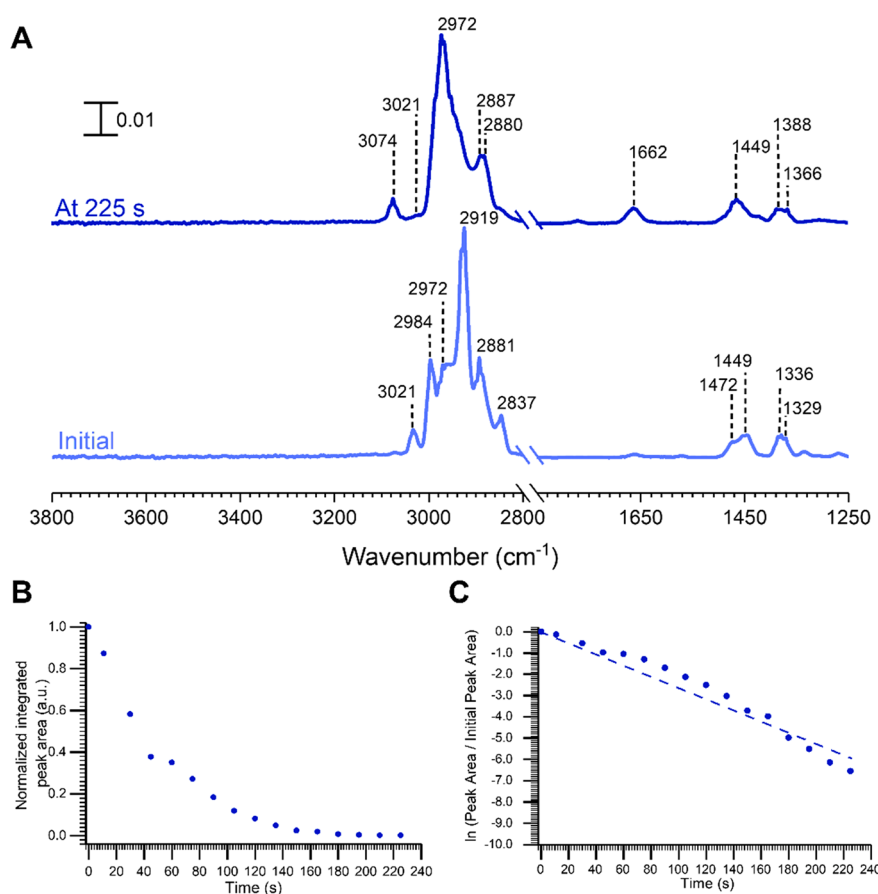 A
2972
0.01
3021
2887
2880
3074
1662
1449
1388
1366
At 225 s
2919
2972
2984
2881
3021
2837
1472
1449
1336
1329
Initial
3800 3600 3400 3200 3000 2800 1650 1450 1250
Wavenumber (cm⁻¹)
B
Normalized integrated
peak area (a.u.)
1.0
0.8
0.6
0.4
0.2
0.0
0 20 40 60 80 100 120 140 160 180 200 220 240
Time (s)
C
ln (Peak Area / Initial Peak Area)
0.0
-1.0
-2.0
-3.0
-4.0
-5.0
-6.0
-7.0
-8.0
-9.0
-10.0
0 20 40 60 80 100 120 140 160 180 200 220 240
Time (s)